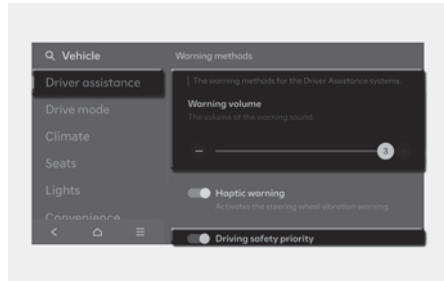 Vehicle
Warning methods
Driver assistance
The warning methods for the Driver Assistance systems.
Warning volume
The volume of the warning sound.
Drive mode
Climate
3
Seats
Lights
Haptic warning
Activates the steering wheel vibration warning.
Convenience
Driving safety priority